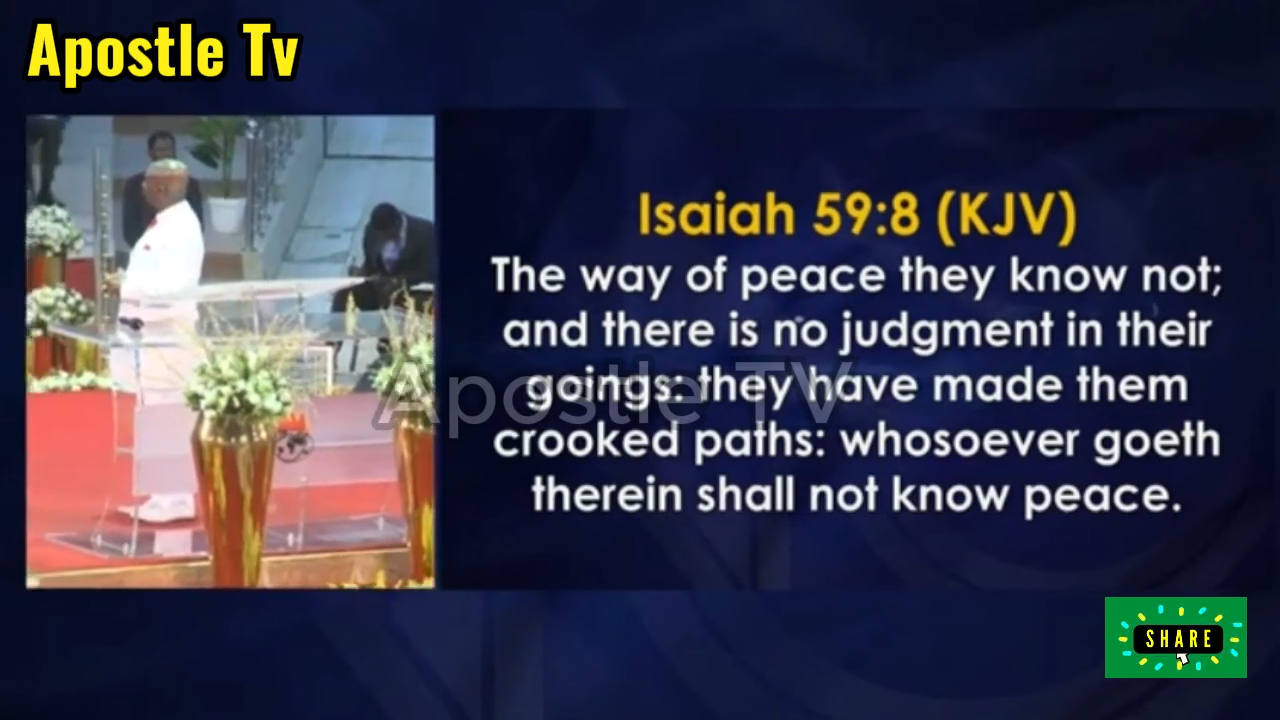 Apostle Tv
Isaiah 59:8 (KJV)
The way of peace they know not;
and there is no judgment in their
goings: they have made them
crooked paths: whosoever goeth
therein shall not know peace.
Apostle TV
SHARE